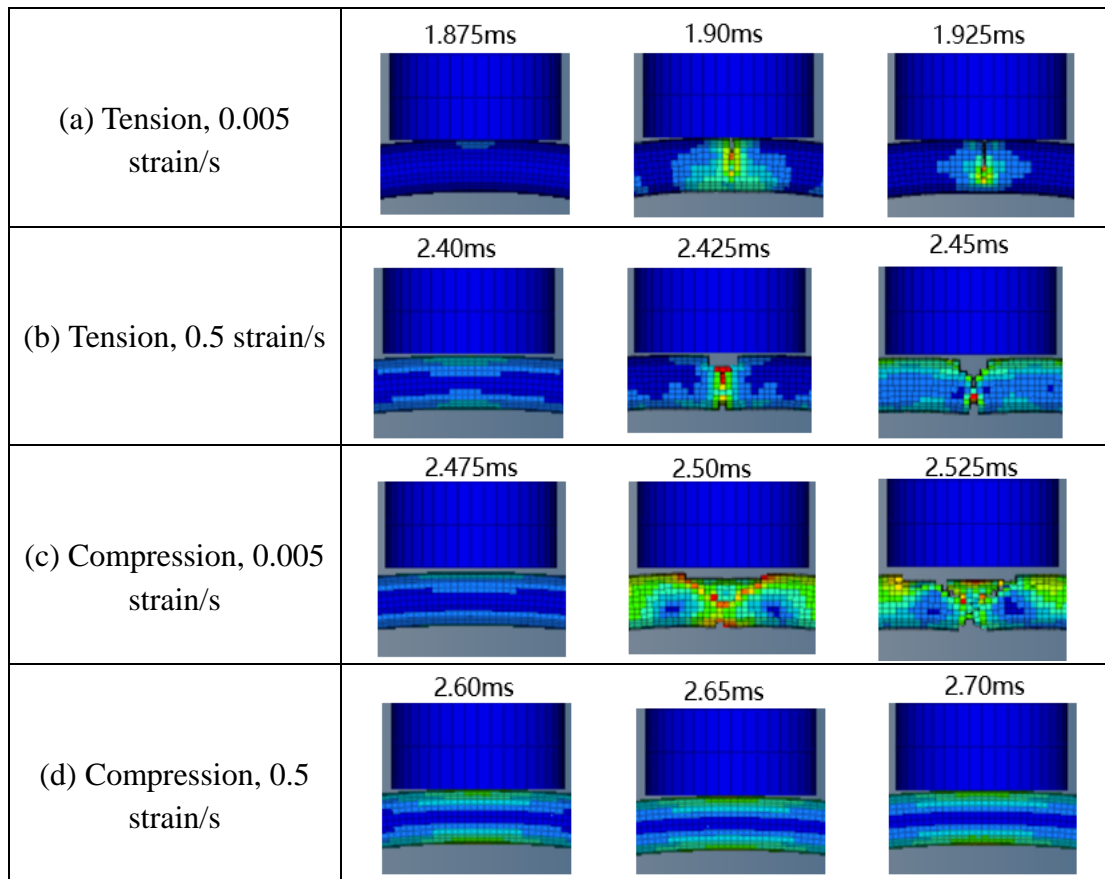 1.875ms 1.90ms 1.925ms
(a) Tension, 0.005
strain/s
2.40ms 2.425ms 2.45ms
(b) Tension, 0.5 strain/s
2.475ms 2.50ms 2.525ms
(c) Compression, 0.005
strain/s
2.60ms 2.65ms 2.70ms
(d) Compression, 0.5
strain/s